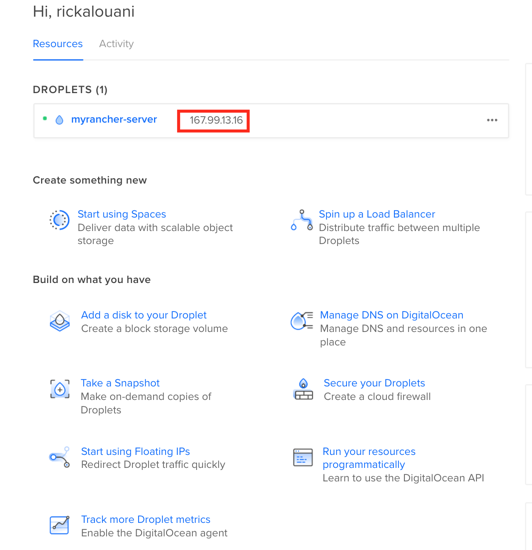 Hi, rickalouani
Resources
Activity
DROPLETS (1)
myrancher-server
167.99.13.16
Create something new
Start using Spaces
Deliver data with scalable object
storage
Spin up a Load Balancer
Distribute traffic between multiple
Droplets
Build on what you have
Add a disk to your Droplet
Create a block storage volume
Manage DNS on DigitalOcean
Manage DNS and resources in one
place
Take a Snapshot
Make on-demand copies of
Droplets
Secure your Droplets
Create a cloud firewall
Start using Floating IPs
Redirect Droplet traffic quickly
Run your resources
programmatically
Learn to use the DigitalOcean API
Track more Droplet metrics
Enable the DigitalOcean agent